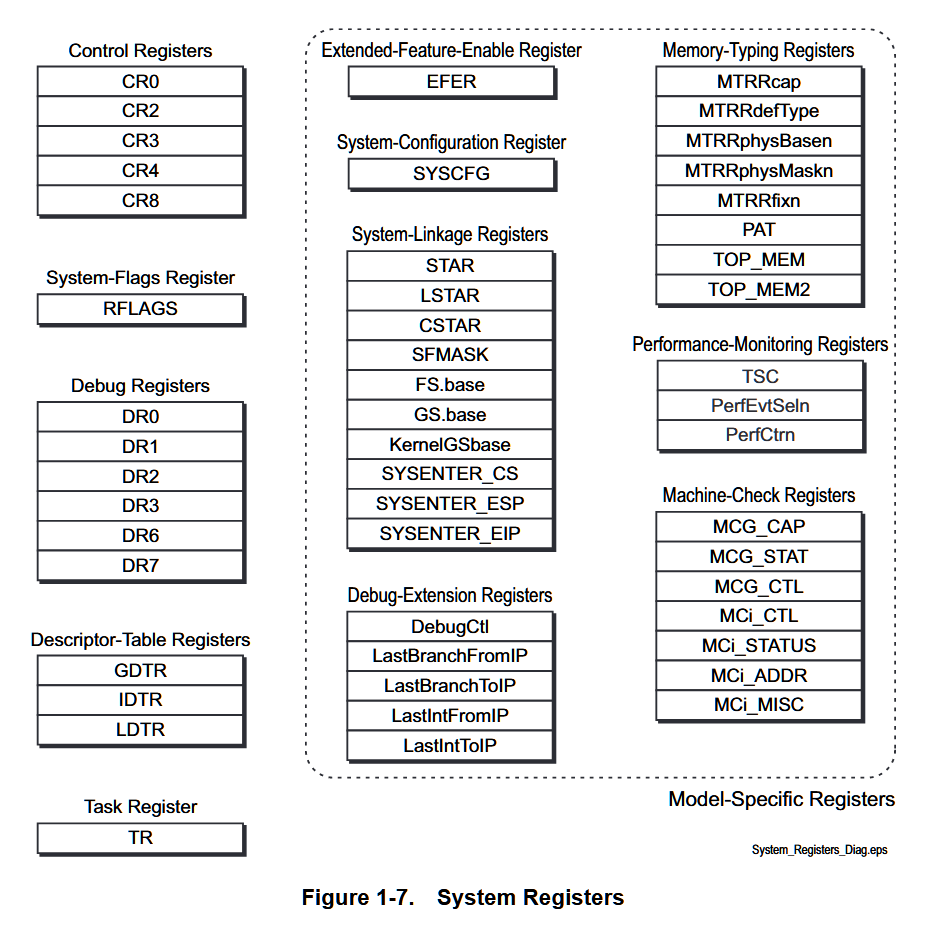 Control Registers
CR0
CR2
CR3
CR4
CR8
System-Flags Register
RFLAGS
Debug Registers
DR0
DR1
DR2
DR3
DR6
DR7
Descriptor-Table Registers
GDTR
IDTR
LDTR
Task Register
TR
Extended-Feature-Enable Register
EFER
System-Configuration Register
SYSCFG
System-Linkage Registers
STAR
LSTAR
CSTAR
SFMASK
FS.base
GS.base
KernelGSbase
SYSENTER_CS
SYSENTER_ESP
SYSENTER_EIP
Debug-Extension Registers
DebugCtl
LastBranchFromIP
LastBranchToIP
LastIntFromIP
LastIntToIP
Memory-Typing Registers
MTRRcap
MTRRdefType
MTRRphysBasen
MTRRphysMaskn
MTRRfixn
PAT
TOP_MEM
TOP_MEM2
Performance-Monitoring Registers
TSC
PerfEvtSeln
PerfCtrn
Machine-Check Registers
MCG_CAP
MCG_STAT
MCG_CTL
MCi_CTL
MCi_STATUS
MCi_ADDR
MCi_MISC
Model-Specific Registers
System_Registers_Diag.eps
Figure 1-7. System Registers